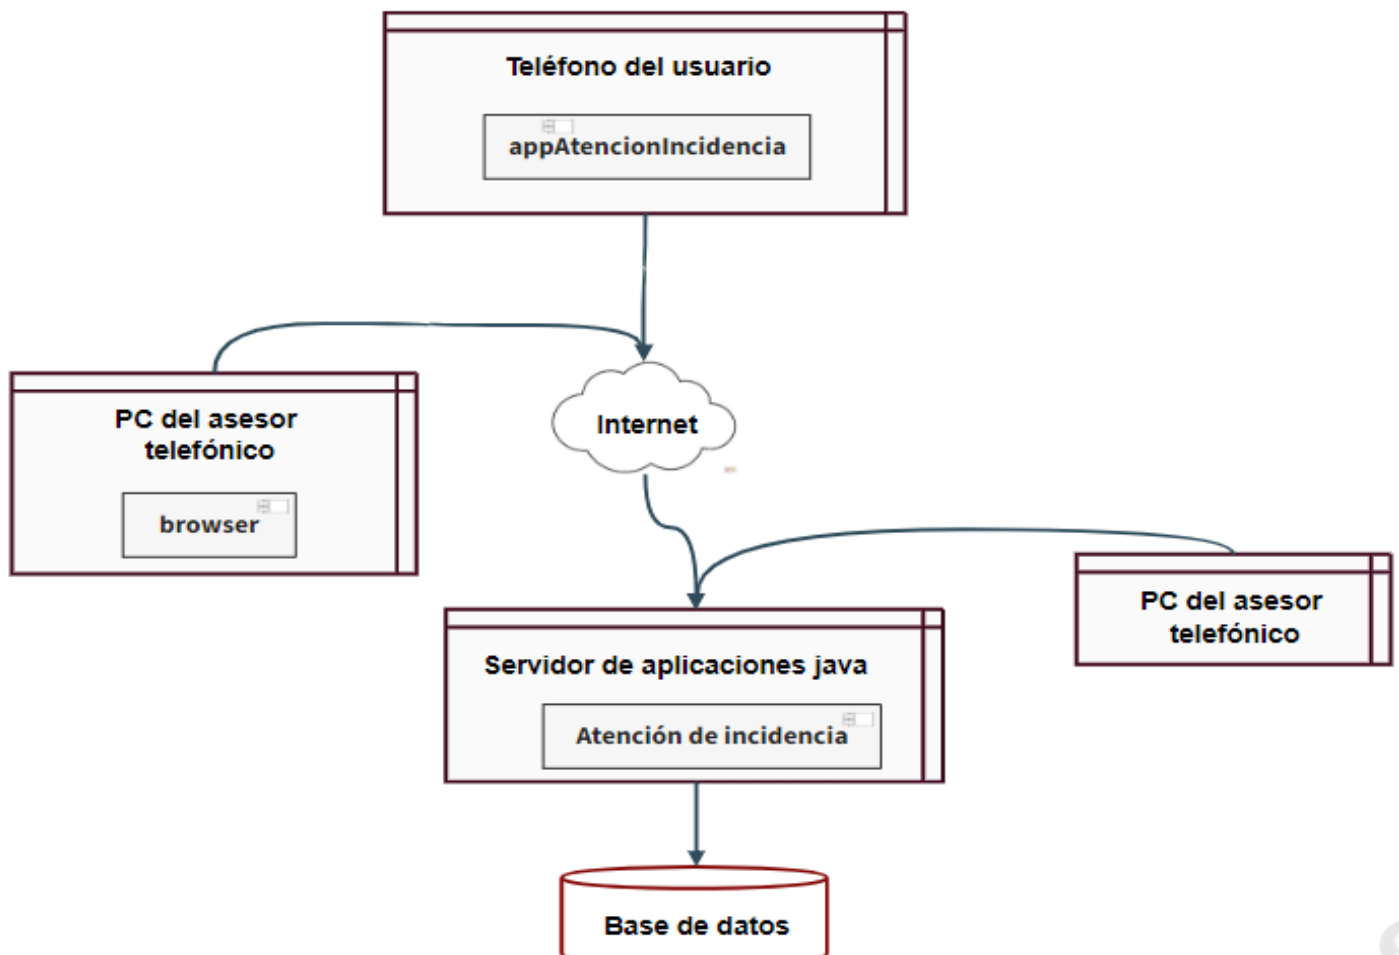 Teléfono del usuario
appAtencionIncidencia
PC del asesor
telefónico
browser
Internet
PC del asesor
telefónico
Servidor de aplicaciones java
Atención de incidencia
Base de datos